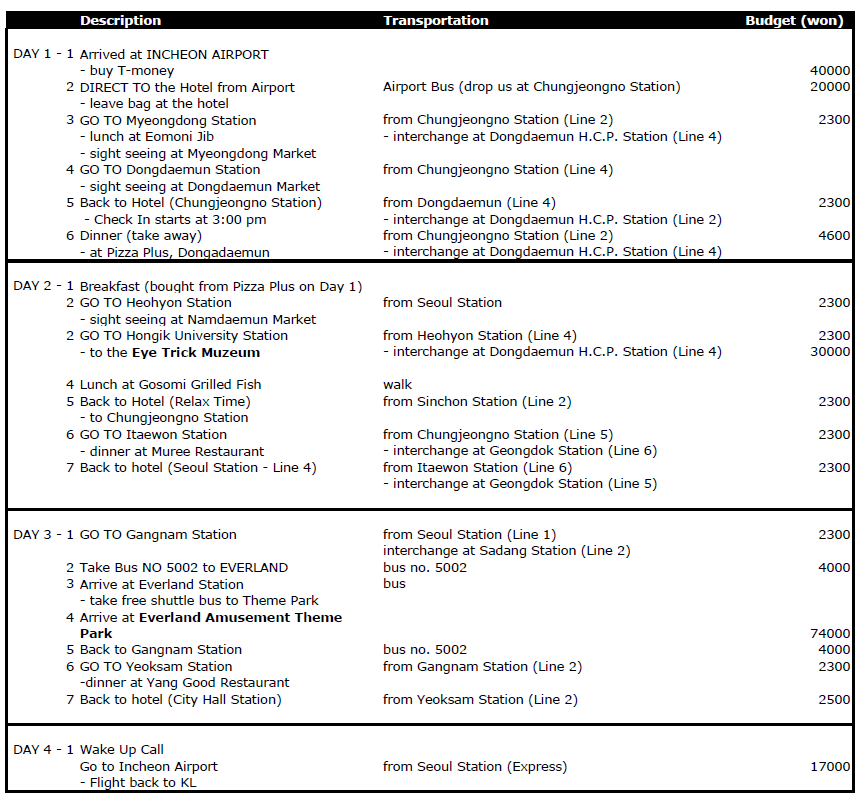 Description Transportation Budget (won)
DAY 1 - 1 Arrived at INCHEON AIRPORT
- buy T-money 40000
2 DIRECT TO the Hotel from Airport Airport Bus (drop us at Chungjeongno Station) 20000
- leave bag at the hotel
3 GO TO Myeongdong Station from Chungjeongno Station (Line 2) 2300
- lunch at Eomoni Jib - interchange at Dongdaemun H.C.P. Station (Line 4)
- sight seeing at Myeongdong Market
4 GO TO Dongdaemun Station from Chungjeongno Station (Line 4)
- sight seeing at Dongdaemun Market
5 Back to Hotel (Chungjeongno Station) from Dongdaemun (Line 4) 2300
- Check In starts at 3:00 pm - interchange at Dongdaemun H.C.P. Station (Line 2)
6 Dinner (take away) from Chungjeongno Station (Line 2) 4600
- at Pizza Plus, Dongadaemun - interchange at Dongdaemun H.C.P. Station (Line 4)
DAY 2 - 1 Breakfast (bought from Pizza Plus on Day 1)
2 GO TO Heohyon Station from Seoul Station 2300
- sight seeing at Namdaemun Market
2 GO TO Hongik University Station from Heohyon Station (Line 4) 2300
- to the Eye Trick Muzeum - interchange at Dongdaemun H.C.P. Station (Line 4) 30000
4 Lunch at Gosomi Grilled Fish walk
5 Back to Hotel (Relax Time) from Sinchon Station (Line 2) 2300
- to Chungjeongno Station
6 GO TO Itaewon Station from Chungjeongno Station (Line 5) 2300
- dinner at Muree Restaurant - interchange at Geongdok Station (Line 6)
7 Back to hotel (Seoul Station - Line 4) from Itaewon Station (Line 6) 2300
- interchange at Geongdok Station (Line 5)
DAY 3 - 1 GO TO Gangnam Station from Seoul Station (Line 1) 2300
interchange at Sadang Station (Line 2)
2 Take Bus NO 5002 to EVERLAND bus no. 5002 4000
3 Arrive at Everland Station bus
- take free shuttle bus to Theme Park
4 Arrive at Everland Amusement Theme
Park 74000
5 Back to Gangnam Station bus no. 5002 4000
6 GO TO Yeoksam Station from Gangnam Station (Line 2) 2300
-dinner at Yang Good Restaurant
7 Back to hotel (City Hall Station) from Yeoksam Station (Line 2) 2500
DAY 4 - 1 Wake Up Call
Go to Incheon Airport from Seoul Station (Express) 17000
- Flight back to KL